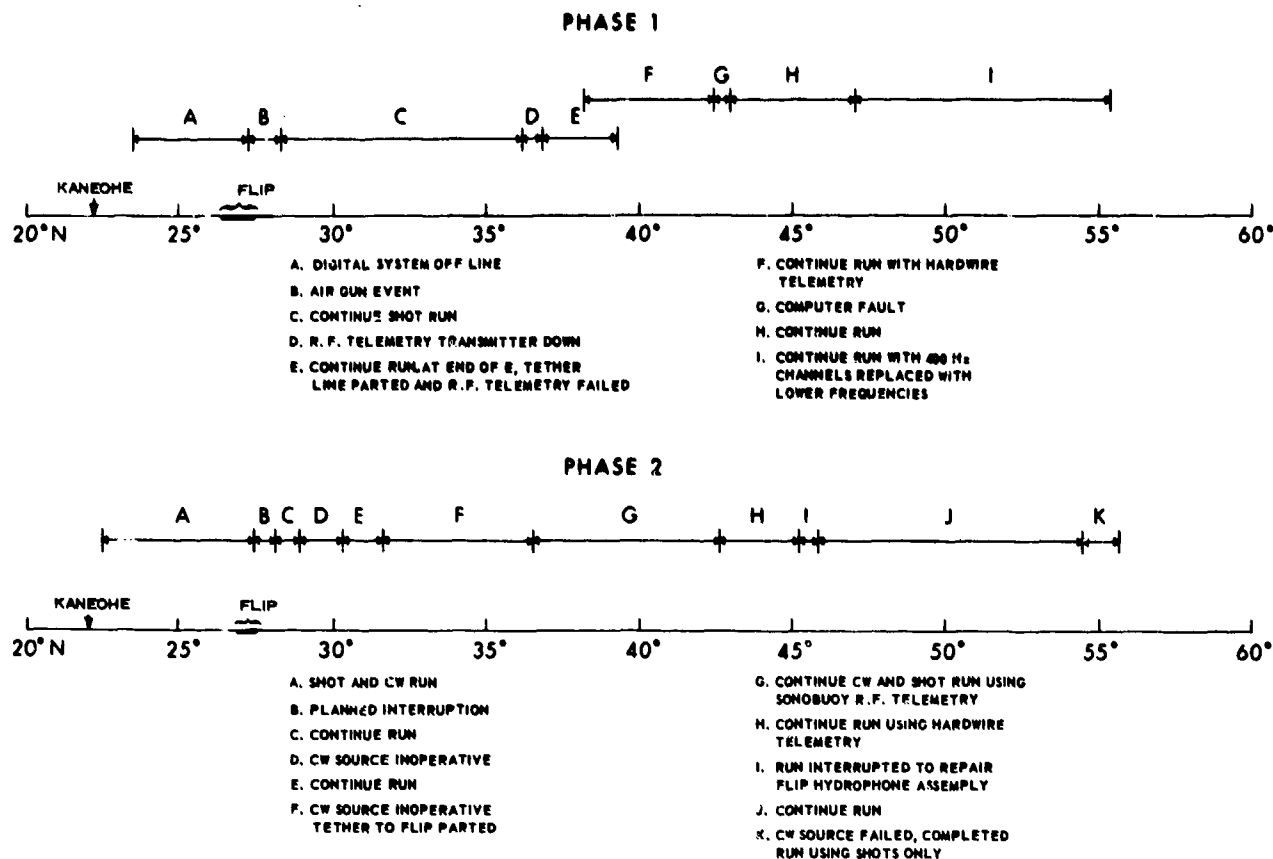 PHASE 1
F G H I
A B C D E
KANEOHE FLIP
20°N 25° 30° 35° 40° 45° 50° 55° 60°
A. DIGITAL SYSTEM OFF LINE
B. AIR GUN EVENT
C. CONTINUE SHOT RUN
D. R.F. TELEMETRY TRANSMITTER DOWN
E. CONTINUE RUN, AT END OF E, TETHER
LINE PARTED AND R.F. TELEMETRY FAILED
F. CONTINUE RUN WITH HARDWIRE
TELEMETRY
G. COMPUTER FAULT
H. CONTINUE RUN
I. CONTINUE RUN WITH 400 Hz
CHANNELS REPLACED WITH
LOWER FREQUENCIES
PHASE 2
A B C D E F G H I J K
KANEOHE FLIP
20°N 25° 30° 35° 40° 45° 50° 55° 60°
A. SHOT AND CW RUN
B. PLANNED INTERRUPTION
C. CONTINUE RUN
D. CW SOURCE INOPERATIVE
E. CONTINUE RUN
F. CW SOURCE INOPERATIVE
TETHER TO FLIP PARTED
G. CONTINUE CW AND SHOT RUN USING
SONOBUOY R.F. TELEMETRY
H. CONTINUE RUN USING HARDWIRE
TELEMETRY
I. RUN INTERRUPTED TO REPAIR
FLIP HYDROPHONE ASSEMBLY
J. CONTINUE RUN
K. CW SOURCE FAILED, COMPLETED
RUN USING SHOTS ONLY